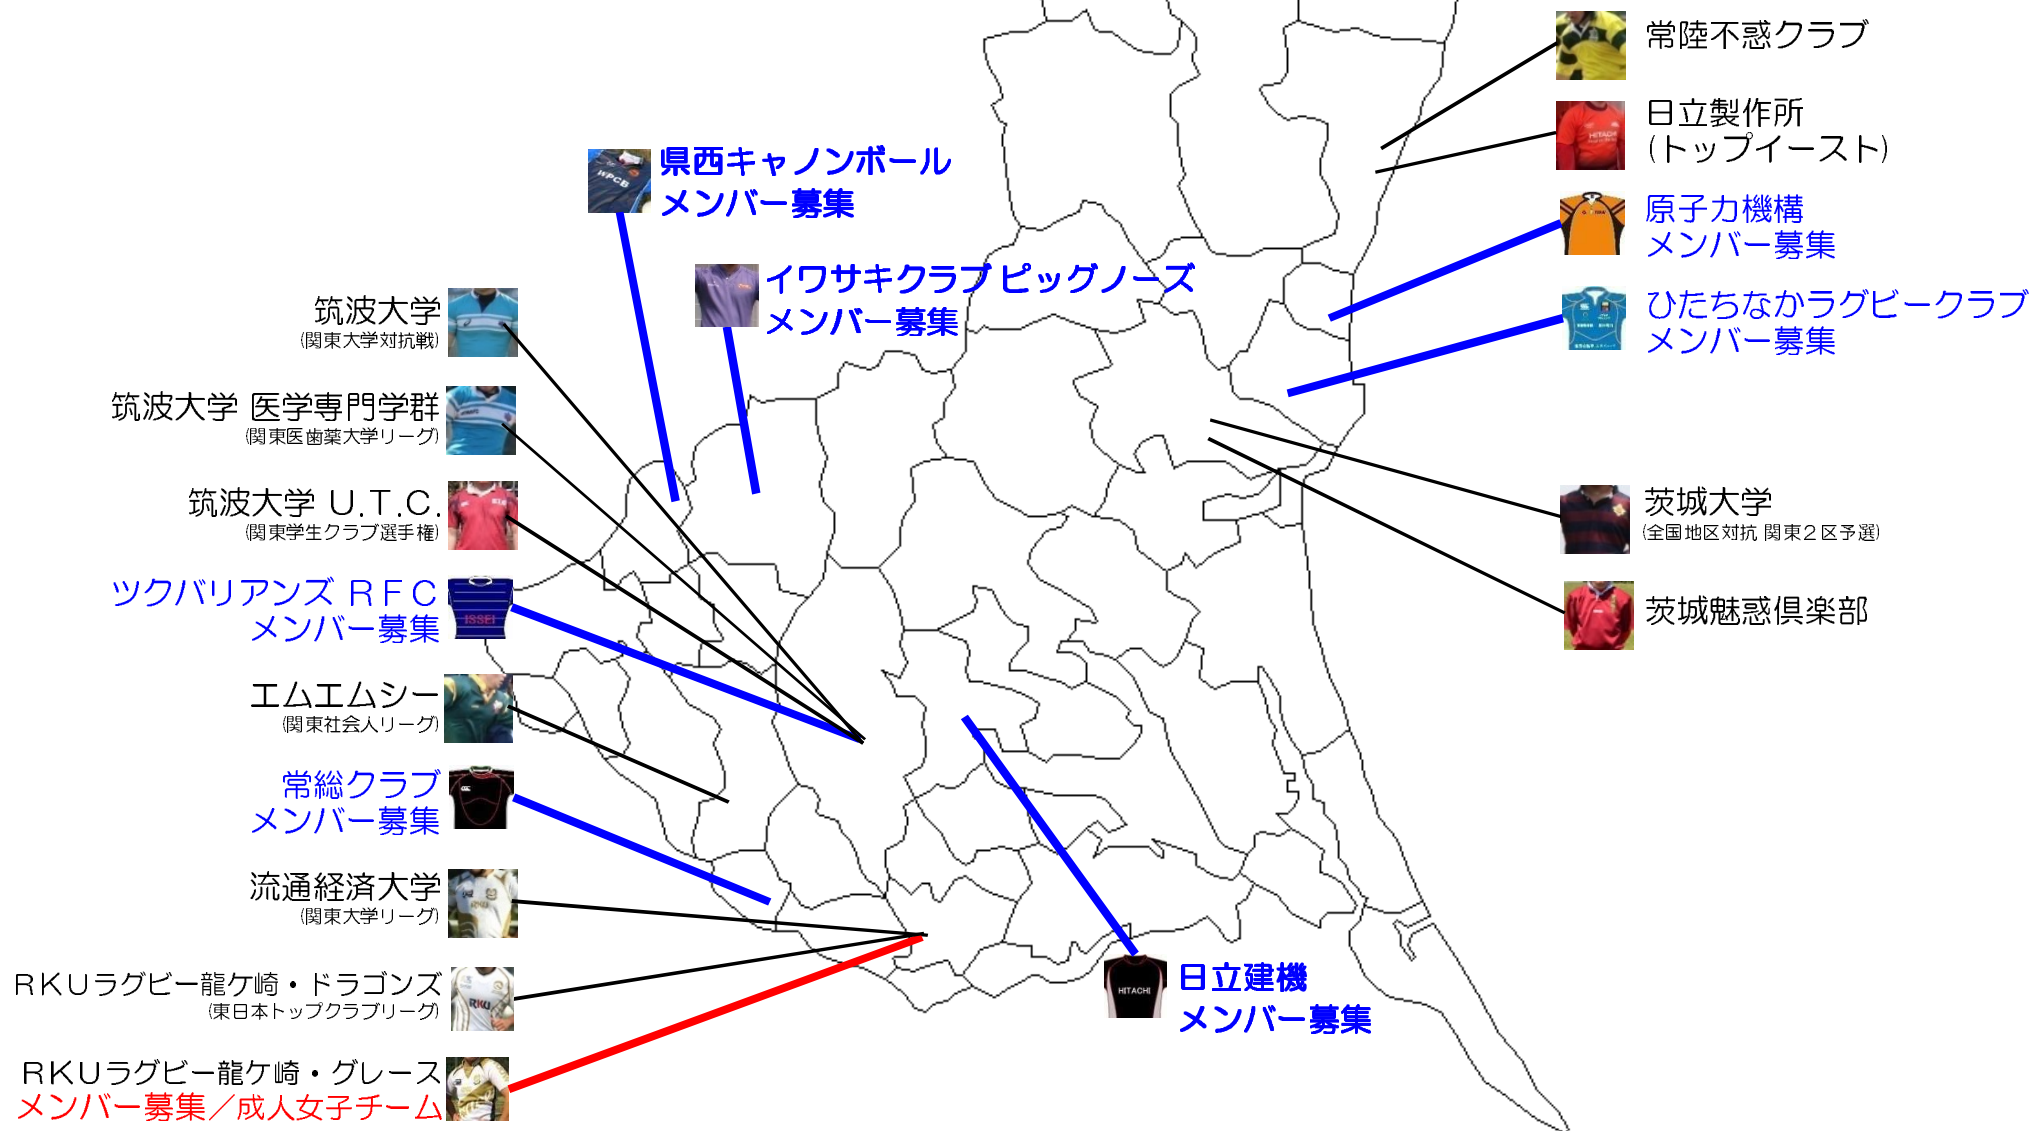 常陸不惑クラブ
日立製作所
(トップイースト)
原子力機構
メンバー募集
ひたちなかラグビークラブ
メンバー募集
県西キャノンボール
メンバー募集
WPCB
イワサキクラブ ピッグノーズ
メンバー募集
筑波大学
(関東大学対抗戦)
筑波大学 医学専門学群
(関東医歯薬大学リーグ)
筑波大学 U.T.C.
(関東学生クラブ選手権)
ツクバリアンズ RFC
メンバー募集
ISSEI
エムエムシー
(関東社会人リーグ)
常総クラブ
メンバー募集
流通経済大学
(関東大学リーグ)
RKUラグビー龍ケ崎・ドラゴンズ
(東日本トップクラブリーグ)
RKU
RKUラグビー龍ケ崎・グレース
メンバー募集/成人女子チーム
茨城大学
(全国地区対抗 関東2区予選)
茨城魅惑倶楽部
日立建機
メンバー募集
HITACHI
HITACHI